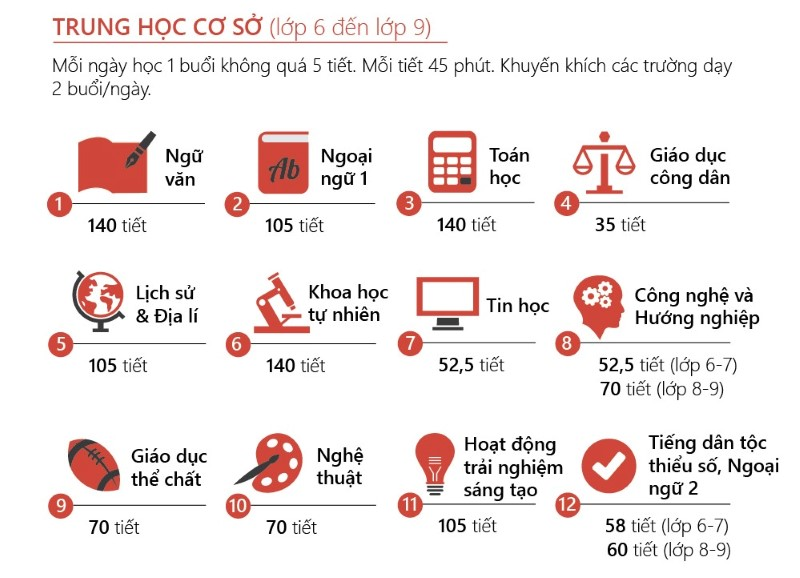 TRUNG HỌC CƠ SỞ (lớp 6 đến lớp 9)
Mỗi ngày học 1 buổi không quá 5 tiết. Mỗi tiết 45 phút. Khuyến khích các trường dạy
2 buổi/ngày.
Ngữ
văn
1
140 tiết
Ab
Ngoại
ngữ 1
2
105 tiết
Toán
học
3
140 tiết
Giáo dục
công dân
4
35 tiết
Lịch sử
& Địa lí
5
105 tiết
Khoa học
tự nhiên
6
140 tiết
Tin học
7
52,5 tiết
Công nghệ và
Hướng nghiệp
8
52,5 tiết (lớp 6-7)
70 tiết (lớp 8-9)
Giáo dục
thể chất
9
70 tiết
Nghệ
thuật
10
70 tiết
Hoạt động
trải nghiệm
sáng tạo
11
105 tiết
Tiếng dân tộc
thiểu số, Ngoại
ngữ 2
12
58 tiết (lớp 6-7)
60 tiết (lớp 8-9)